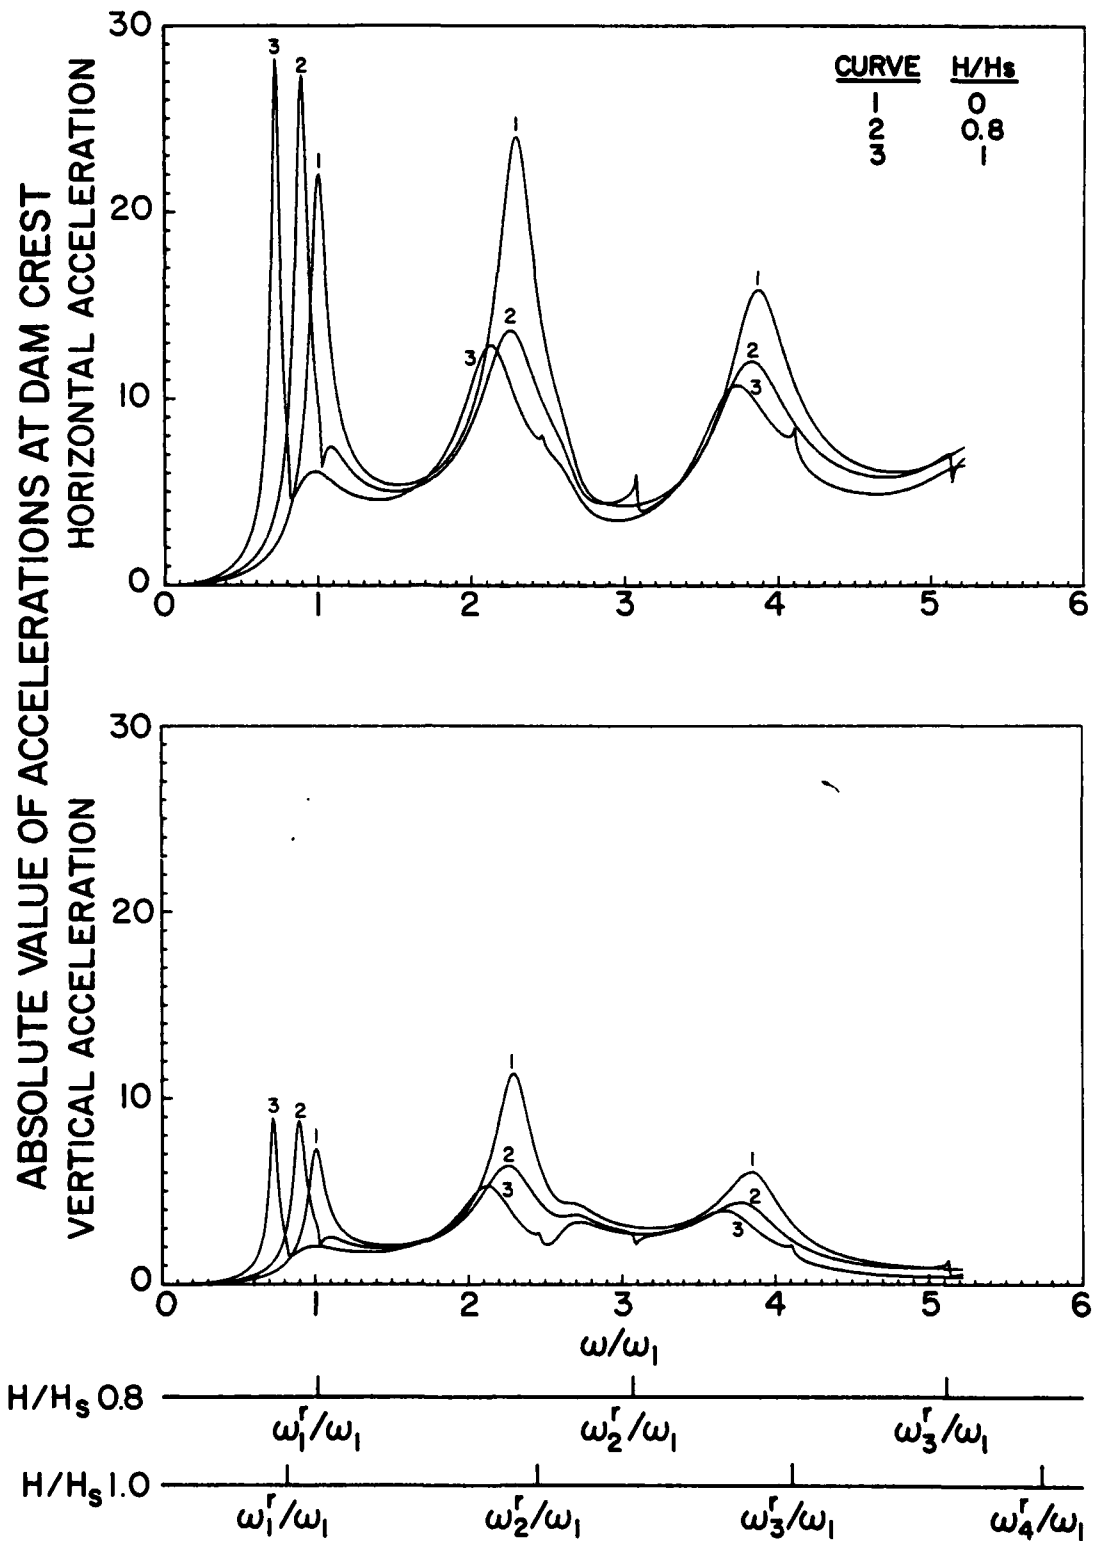 ABSOLUTE VALUE OF ACCELERATIONS AT DAM CREST
HORIZONTAL ACCELERATION
30
20
10
0
CURVE H/Hs
1 0
2 0.8
3 1
3 2 1
1
2
3
1
2
3
0 1 2 3 4 5 6
VERTICAL ACCELERATION
30
20
10
0
3 2 1
1
2
3
1
2
3
0 1 2 3 4 5 6
ω/ω₁
H/Hs 0.8
ω₁ʳ/ω₁ ω₂ʳ/ω₁ ω₃ʳ/ω₁
H/Hs 1.0
ω₁ʳ/ω₁ ω₂ʳ/ω₁ ω₃ʳ/ω₁ ω₄ʳ/ω₁